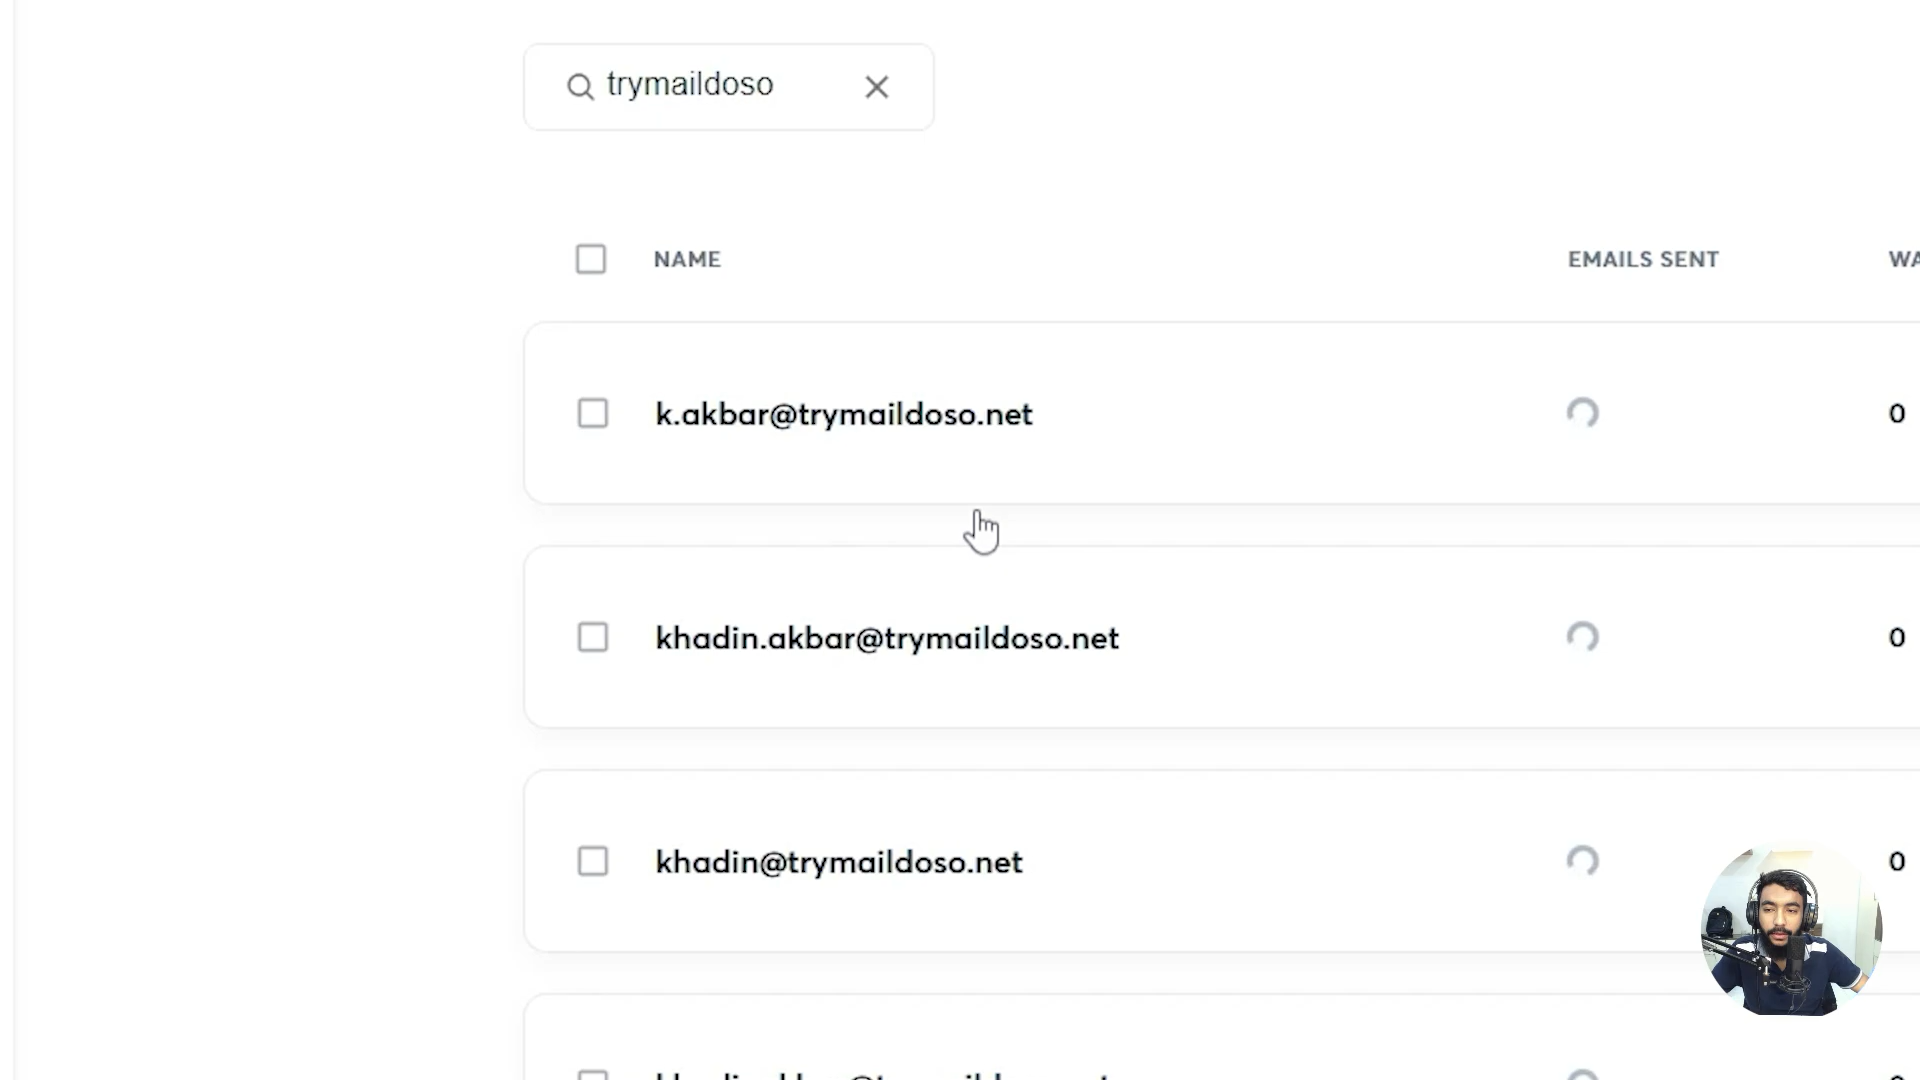 trymaildoso
NAME EMAILS SENT WA
k.akbar@trymaildoso.net 0
khadin.akbar@trymaildoso.net 0
khadin@trymaildoso.net 0